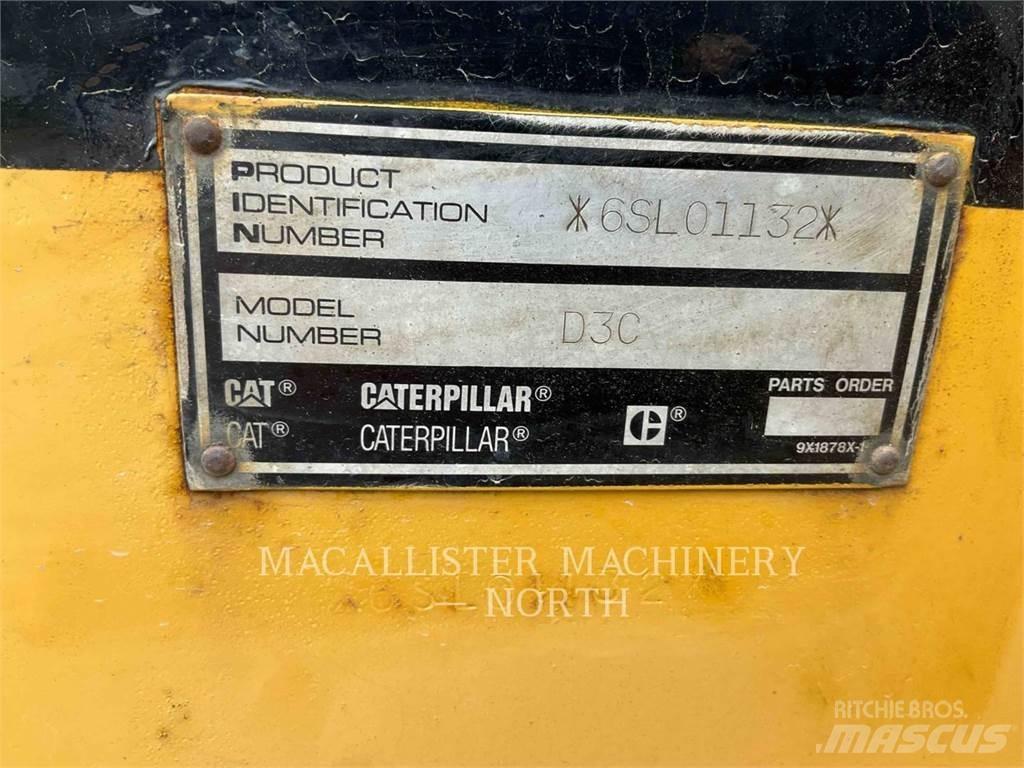 PRODUCT
IDENTIFICATION
NUMBER
*6SL01132*
MODEL
NUMBER
D3C
CAT® CATERPILLAR®
CAT® CATERPILLAR®
®
PARTS ORDER
9X1878X-1
MACALLISTER MACHINERY
— NORTH —
RITCHIE BROS.
MASCUS